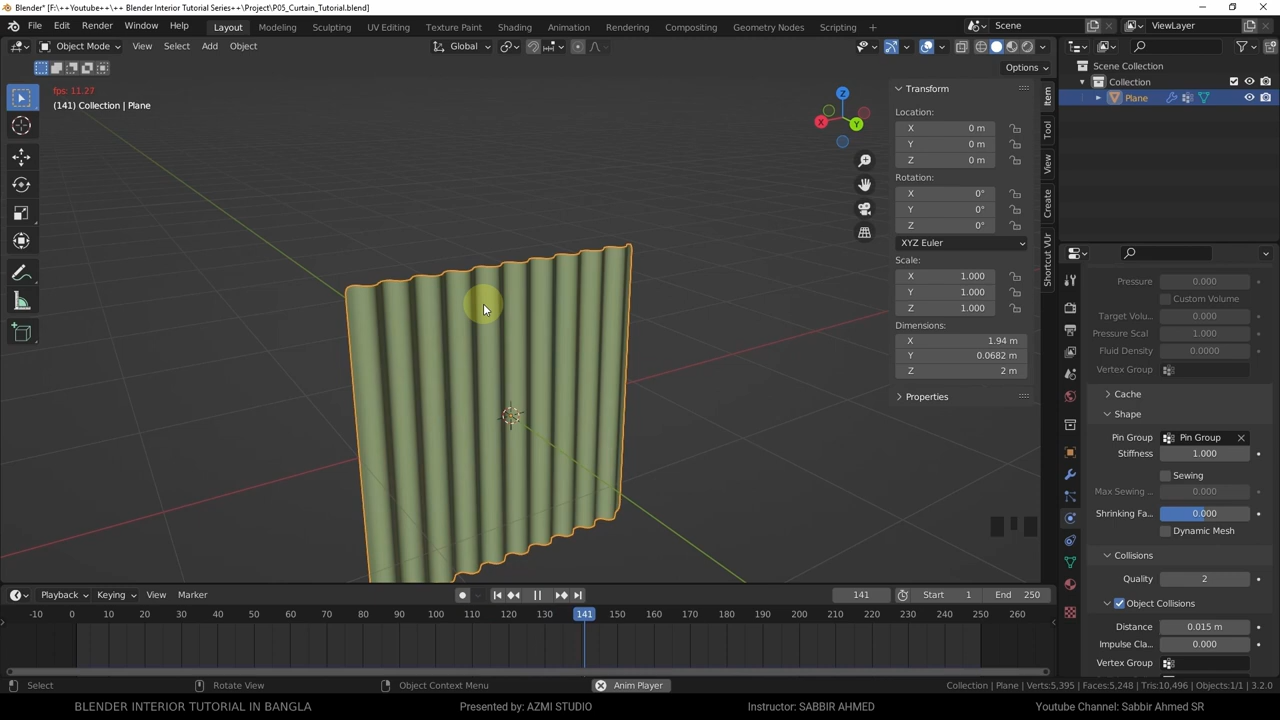 Blender* [F:\++Youtube++\++ Blender Interior Tutorial Series++\Project\P05_Curtain_Tutorial.blend]
File Edit Render Window Help Layout Modeling Sculpting UV Editing Texture Paint Shading Animation Rendering Compositing Geometry Nodes Scripting Scene ViewLayer
Object Mode View Select Add Object Global
Options
fps: 11.27
(141) Collection | Plane
X
Y
Z
Transform
Location:
X 0 m
Y 0 m
Z 0 m
Rotation:
X 0°
Y 0°
Z 0°
XYZ Euler
Scale:
X 1.000
Y 1.000
Z 1.000
Dimensions:
X 1.94 m
Y 0.0682 m
Z 2 m
Properties
Item
Tool
View
Create
Shortcut VUr
Scene Collection
Collection
Plane
Pressure 0.000
Custom Volume
Target Volu... 0.000
Pressure Scal 1.000
Fluid Density 0.0000
Vertex Group
Cache
Shape
Pin Group Pin Group
Stiffness 1.000
Sewing
Max Sewing ... 0.000
Shrinking Fa... 0.000
Dynamic Mesh
Collisions
Quality 2
Object Collisions
Distance 0.015 m
Impulse Cla... 0.000
Vertex Group
Playback Keying View Marker 141 Start 1 End 250
-10 0 10 20 30 40 50 60 70 80 90 100 110 120 130 141 150 160 170 180 190 200 210 220 230 240 250 260
Select Rotate View Object Context Menu Anim Player Collection | Plane | Verts:5,395 | Faces:5,248 | Tris:10,496 | Objects:1/1 | 3.2.0
BLENDER INTERIOR TUTORIAL IN BANGLA Presented by: AZMI STUDIO Instructor: SABBIR AHMED Youtube Channel: Sabbir Ahmed SR